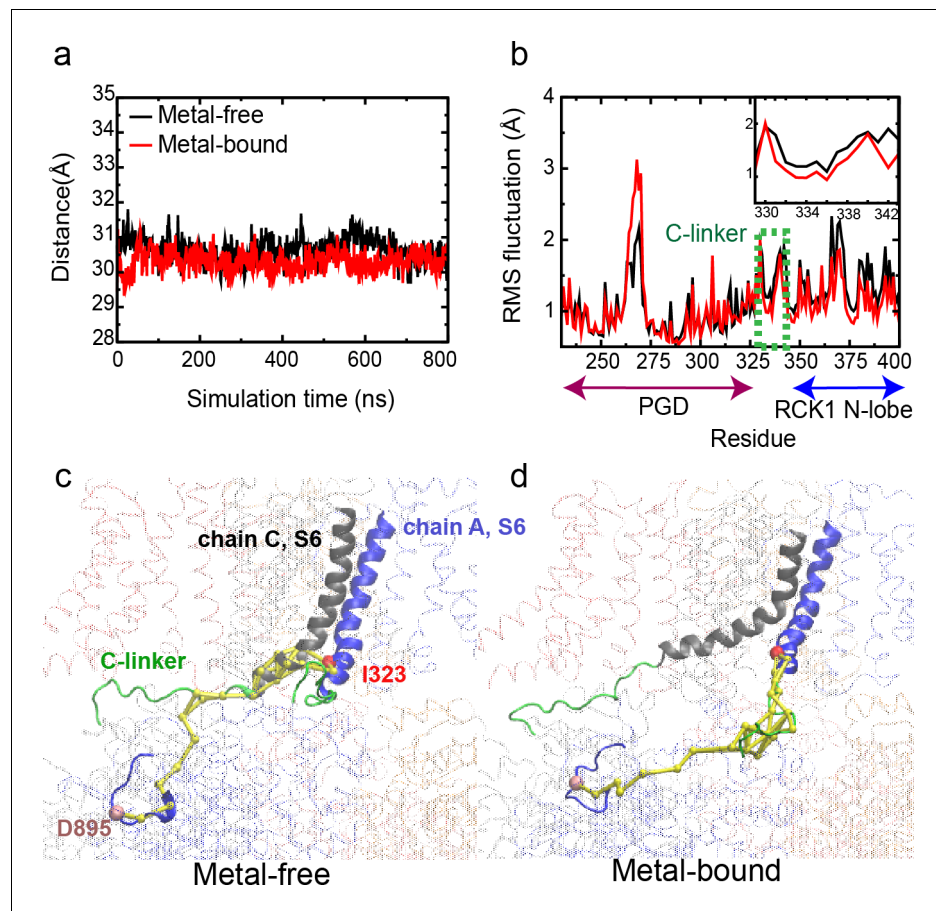 a
35
34
33
32
31
30
29
28
Distance(Å)
Metal-free
Metal-bound
0 200 400 600 800
Simulation time (ns)
b
4
3
2
1
RMS fluctuation (Å)
2
1
330 334 338 342
C-linker
250 275 300 325 350 375 400
PGD
RCK1 N-lobe
Residue
c
chain C, S6
chain A, S6
C-linker
I323
D895
Metal-free
d
Metal-bound